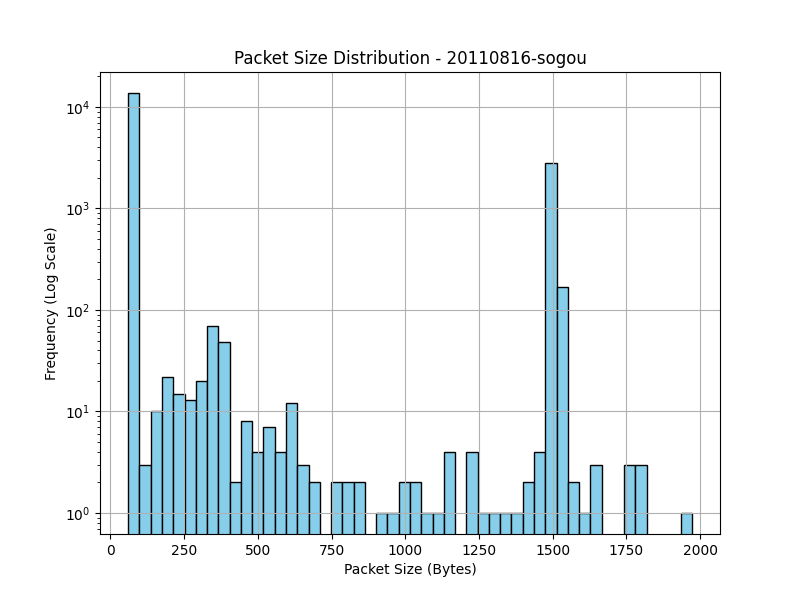 Packet Size Distribution - 20110816-sogou
Frequency (Log Scale)
10⁴
10³
10²
10¹
10⁰
0 250 500 750 1000 1250 1500 1750 2000
Packet Size (Bytes)